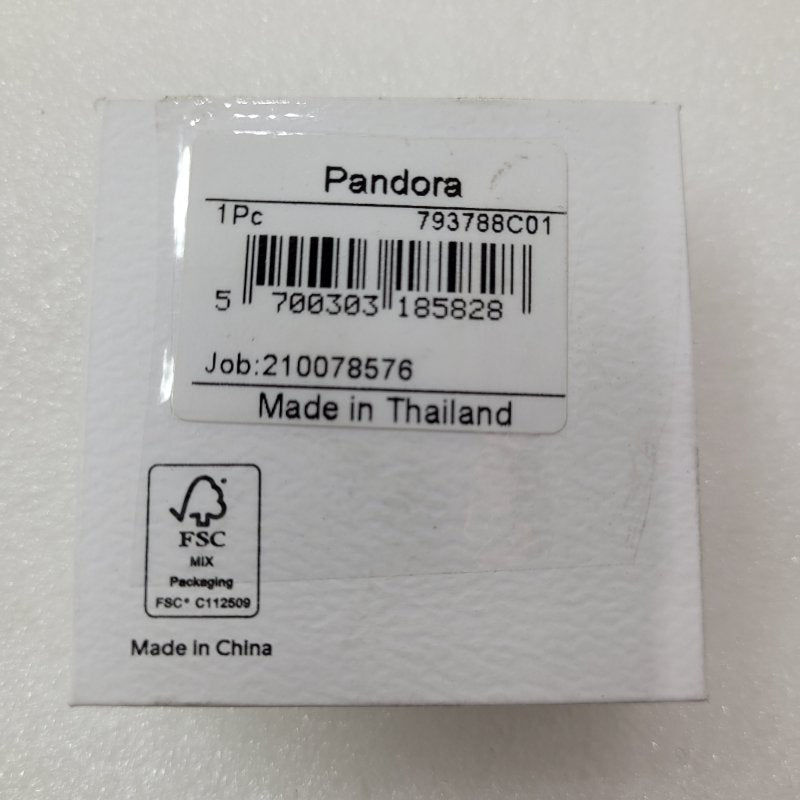 Pandora
1Pc 793788C01
5 700303 185828
Job:210078576
Made in Thailand
FSC
MIX
Packaging
FSC® C112509
Made in China